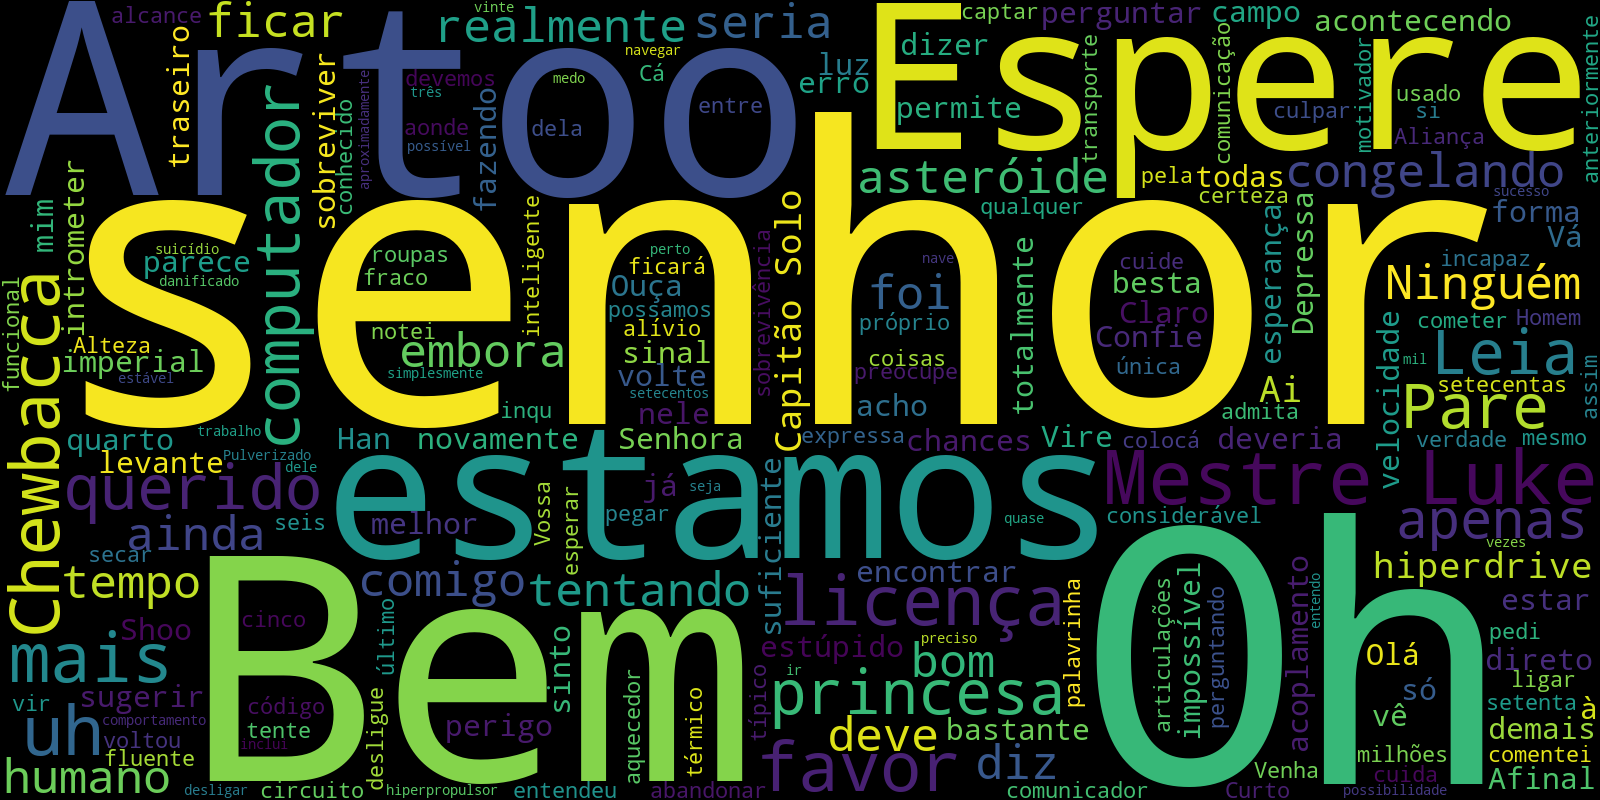 alcance
ficar
vinte
realmente
seria
captar
perguntar
campo
acontecendo
Artoo
Espere
traseiro
navegar
Cá
dizer
luz
erro
devemos
três
medo
conhecido
aproximadamente
computador
sobreviver
fazendo
aonde
possível
dela
entre
permite
transporte
comunicação
culpar
motivador
usado
si
Aliança
anteriormente
asteróide
pela
todas
certeza
congelando
sucesso
qualquer
forma
Vá
mim
intrometer
senhor
suicídio
parece
danificado
roupas
fraco
inteligente
perto
ficará
Ouça
possamos
alívio
sobrevivência
Capitão Solo
foi
nave
próprio
totalmente
cuide
besta
Claro
Confie
única
esperança
Depressa
incapaz
Ninguém
cometer
Homem
funcional
Chewbacca
Alteza
imperial
estável
notei
embora
simplesmente
sinal
volte
setecentos
coisas
preocupe
velocidade
Leia
mil
setecentas
assim
Ai
Pare
admita
acho
nele
inqu
quarto
trabalho
Han
novamente
Senhora
expressa
chances
Vire
colocá
deveria
verdade
mesmo
levante
Pulverizado
dele
querido
estamos
já
seja
Mestre Luke
pegar
quase
considerável
apenas
ainda
seis
melhor
Vossa
esperar
suficiente
secar
vezes
tempo
Bem
comigo
tentando
encontrar
licença
Oh
acoplamento
entendo
hiperdrive
estar
Shoo
cinco
último
sinto
estúpido
preciso
palavrinha
articulações
impossível
perguntando
pedi
mais
bom
Olá
direto
ir
princesa
ligar
vir
sugerir
código
desligue
perigo
aquecedor
térmico
típico
só
setenta
à
uh
comportamento
voltou
tente
deve
bastante
vê
demais
fluente
inclui
favor
diz
milhões
comentei
humano
desligar
circuito
hiperpropulsor
entendeu
abandonar
comunicador
Curto
Venha
cuida
possibilidade
Afinal